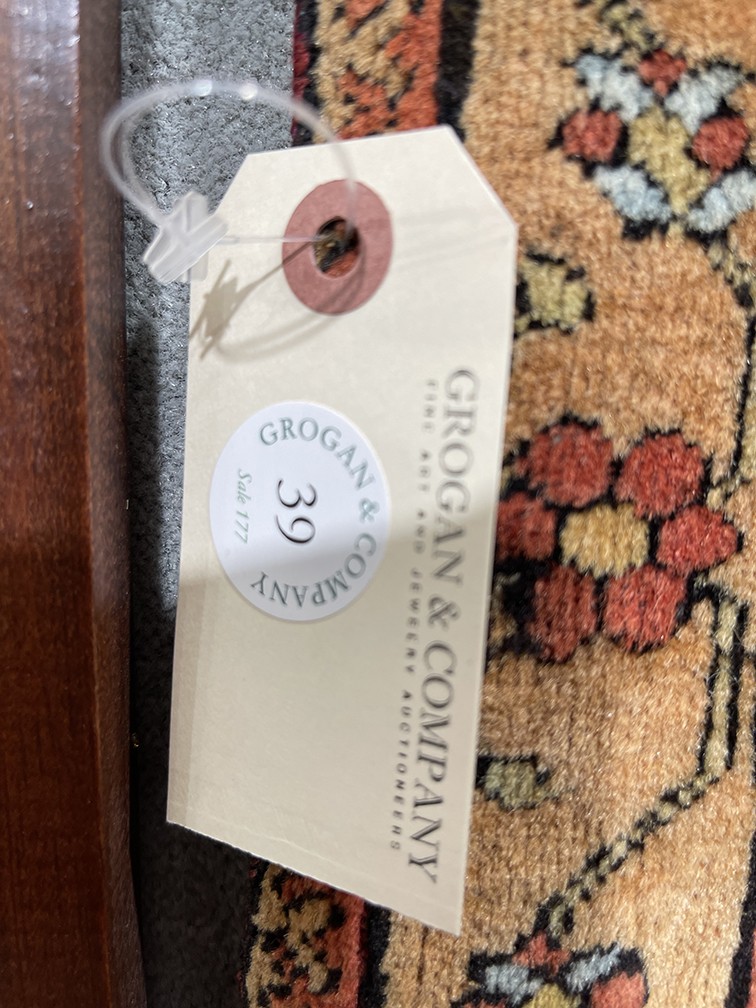 GROGAN & COMPANY
FINE ART AND JEWELRY AUCTIONEERS
GROGAN & COMPANY
39
Sale 177